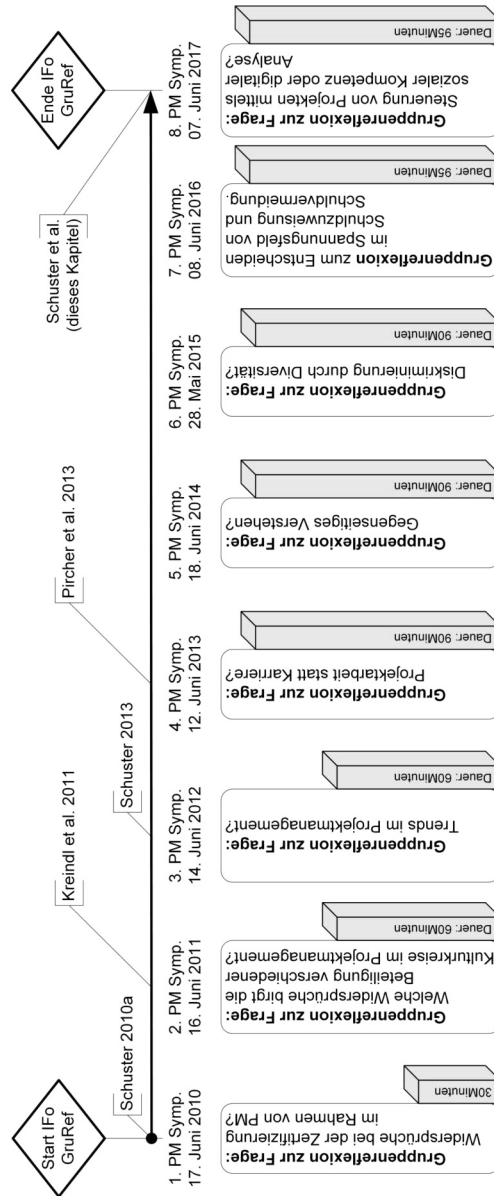 Start IFo
GruRef
Ende IFo
GruRef
Schuster 2010a
Kreindl et al. 2011
Schuster 2013
Pircher et al. 2013
Schuster et al.
(dieses Kapitel)
1. PM Symp.
17. Juni 2010
2. PM Symp.
16. Juni 2011
3. PM Symp.
14. Juni 2012
4. PM Symp.
12. Juni 2013
5. PM Symp.
18. Juni 2014
6. PM Symp.
28. Mai 2015
7. PM Symp.
08. Juni 2016
8. PM Symp.
07. Juni 2017
Gruppenreflexion zur Frage:
Widersprüche bei der Zertifizierung
im Rahmen von PM?
30Minuten
Gruppenreflexion zur Frage:
Welche Widersprüche birgt die
Beteiligung verschiedener
Kulturkreise im Projektmanagement?
Dauer: 60Minuten
Gruppenreflexion zur Frage:
Trends im Projektmanagement?
Dauer: 60Minuten
Gruppenreflexion zur Frage:
Projektarbeit statt Karriere?
Dauer: 90Minuten
Gruppenreflexion zur Frage:
Gegenseitiges Verstehen?
Dauer: 90Minuten
Gruppenreflexion zur Frage:
Diskriminierung durch Diversität?
Dauer: 90Minuten
Gruppenreflexion zum Entscheiden
im Spannungsfeld von
Schuldzuweisung und
Schuldvermeidung.
Dauer: 95Minuten
Gruppenreflexion zur Frage:
Steuerung von Projekten mittels
sozialer Kompetenz oder digitaler
Analyse?
Dauer: 95Minuten